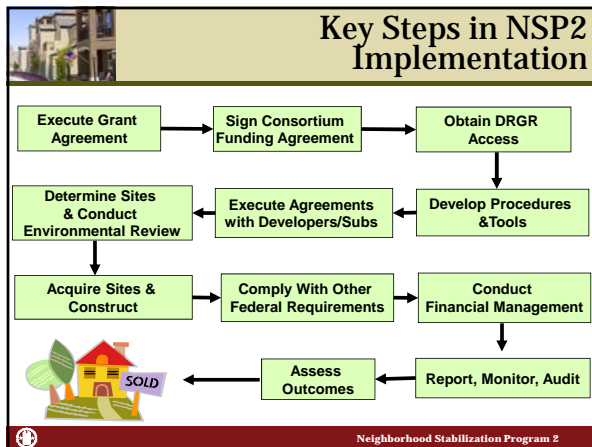 Key Steps in NSP2
Implementation
Execute Grant
Agreement
Sign Consortium
Funding Agreement
Obtain DRGR
Access
Develop Procedures
&Tools
Execute Agreements
with Developers/Subs
Determine Sites
& Conduct
Environmental Review
Acquire Sites &
Construct
Comply With Other
Federal Requirements
Conduct
Financial Management
Report, Monitor, Audit
Assess
Outcomes
SOLD
Neighborhood Stabilization Program 2